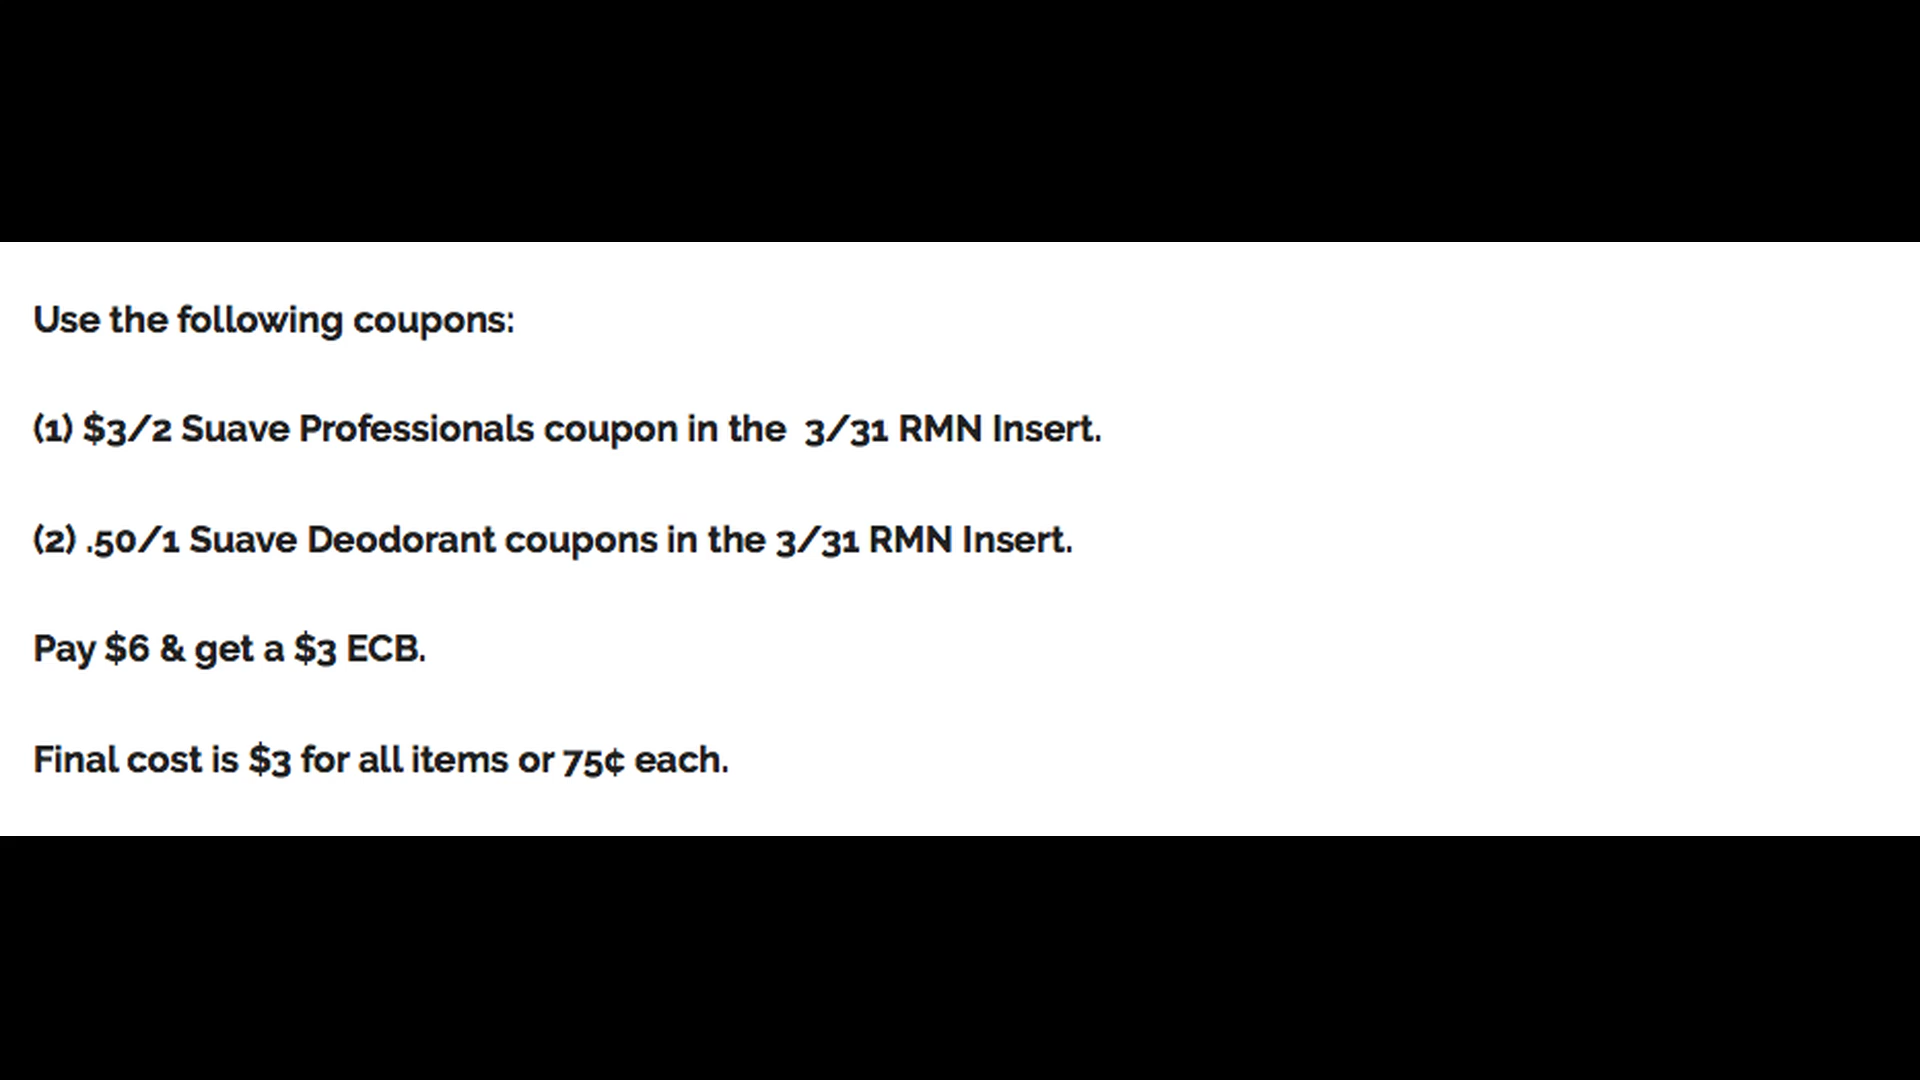 Use the following coupons:
(1) $3/2 Suave Professionals coupon in the  3/31 RMN Insert.
(2) .50/1 Suave Deodorant coupons in the 3/31 RMN Insert.
Pay $6 & get a $3 ECB.
Final cost is $3 for all items or 75¢ each.